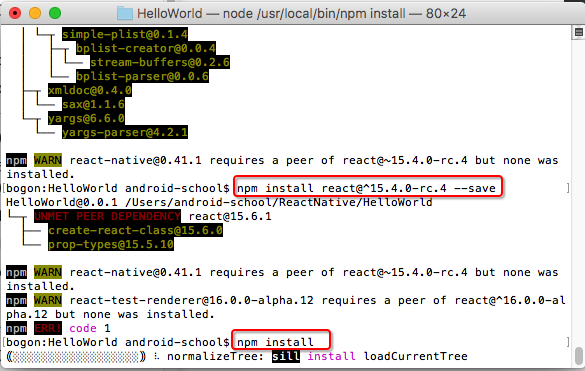 HelloWorld — node /usr/local/bin/npm install — 80×24
simple-plist@0.1.4
bplist-creator@0.0.4
stream-buffers@0.2.6
bplist-parser@0.0.6
xmldoc@0.4.0
sax@1.1.6
yargs@6.6.0
yargs-parser@4.2.1
npm WARN react-native@0.41.1 requires a peer of react@~15.4.0-rc.4 but none was
installed.
[bogon:HelloWorld android-school$ npm install react@^15.4.0-rc.4 --save ]
HelloWorld@0.0.1 /Users/android-school/ReactNative/HelloWorld
UNMET PEER DEPENDENCY react@15.6.1
create-react-class@15.6.0
prop-types@15.5.10
npm WARN react-native@0.41.1 requires a peer of react@~15.4.0-rc.4 but none was
installed.
npm WARN react-test-renderer@16.0.0-alpha.12 requires a peer of react@^16.0.0-al
pha.12 but none was installed.
npm ERR! code 1
[bogon:HelloWorld android-school$ npm install ]
normalizeTree: sill install loadCurrentTree